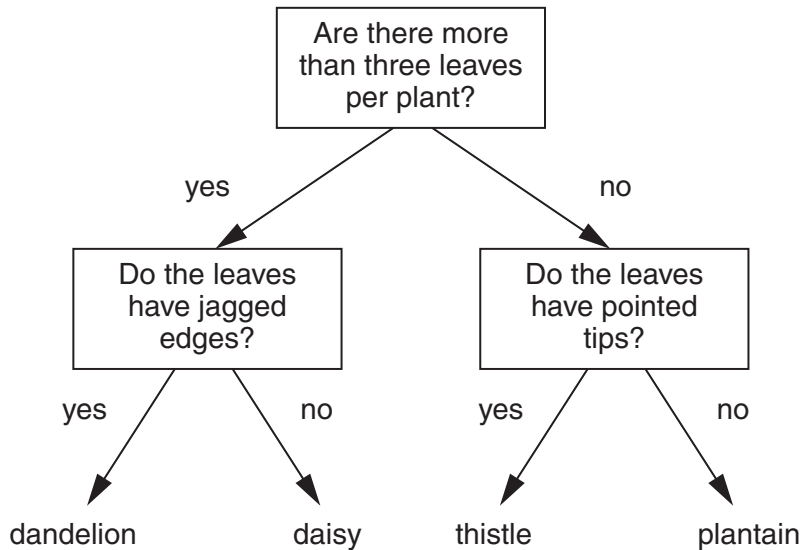 Are there more
than three leaves
per plant?
yes
no
Do the leaves
have jagged
edges?
Do the leaves
have pointed
tips?
yes
no
yes
no
dandelion
daisy
thistle
plantain